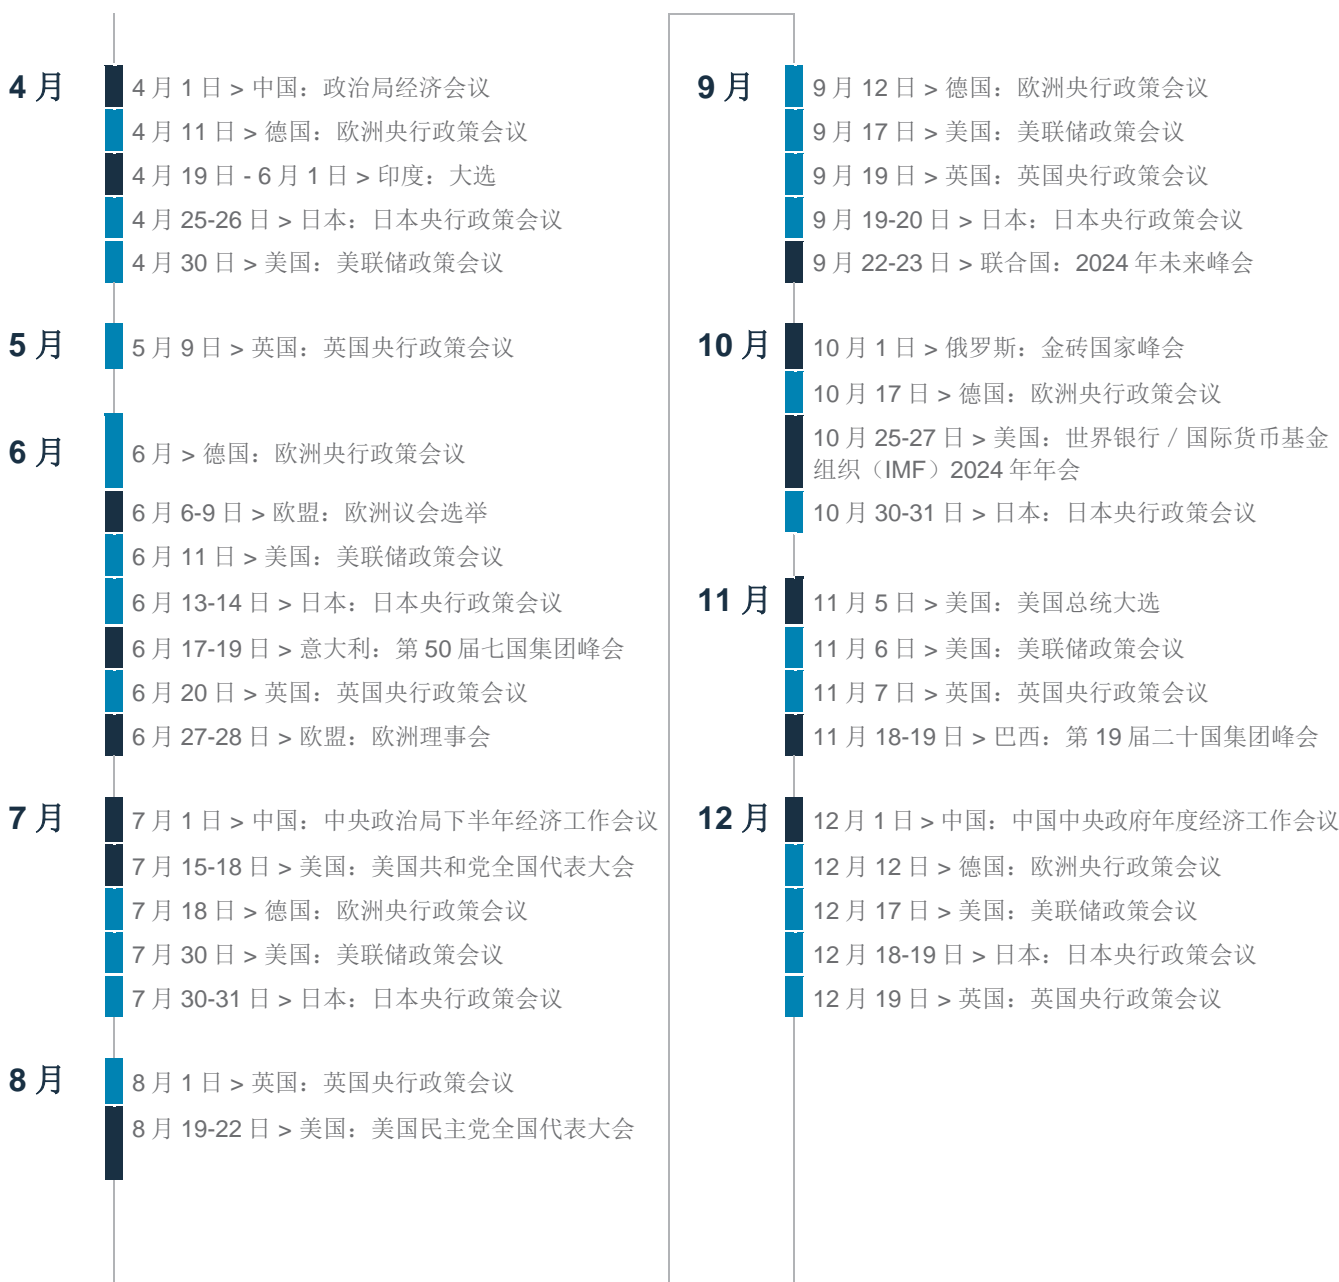 4 月
4 月 1 日 > 中国：政治局经济会议
4 月 11 日 > 德国：欧洲央行政策会议
4 月 19 日 - 6 月 1 日 > 印度：大选
4 月 25-26 日 > 日本：日本央行政策会议
4 月 30 日 > 美国：美联储政策会议
5 月
5 月 9 日 > 英国：英国央行政策会议
6 月
6 月 > 德国：欧洲央行政策会议
6 月 6-9 日 > 欧盟：欧洲议会选举
6 月 11 日 > 美国：美联储政策会议
6 月 13-14 日 > 日本：日本央行政策会议
6 月 17-19 日 > 意大利：第 50 届七国集团峰会
6 月 20 日 > 英国：英国央行政策会议
6 月 27-28 日 > 欧盟：欧洲理事会
7 月
7 月 1 日 > 中国：中央政治局下半年经济工作会议
7 月 15-18 日 > 美国：美国共和党全国代表大会
7 月 18 日 > 德国：欧洲央行政策会议
7 月 30 日 > 美国：美联储政策会议
7 月 30-31 日 > 日本：日本央行政策会议
8 月
8 月 1 日 > 英国：英国央行政策会议
8 月 19-22 日 > 美国：美国民主党全国代表大会
9 月
9 月 12 日 > 德国：欧洲央行政策会议
9 月 17 日 > 美国：美联储政策会议
9 月 19 日 > 英国：英国央行政策会议
9 月 19-20 日 > 日本：日本央行政策会议
9 月 22-23 日 > 联合国：2024 年未来峰会
10 月
10 月 1 日 > 俄罗斯：金砖国家峰会
10 月 17 日 > 德国：欧洲央行政策会议
10 月 25-27 日 > 美国：世界银行 / 国际货币基金
组织（IMF）2024 年年会
10 月 30-31 日 > 日本：日本央行政策会议
11 月
11 月 5 日 > 美国：美国总统大选
11 月 6 日 > 美国：美联储政策会议
11 月 7 日 > 英国：英国央行政策会议
11 月 18-19 日 > 巴西：第 19 届二十国集团峰会
12 月
12 月 1 日 > 中国：中国中央政府年度经济工作会议
12 月 12 日 > 德国：欧洲央行政策会议
12 月 17 日 > 美国：美联储政策会议
12 月 18-19 日 > 日本：日本央行政策会议
12 月 19 日 > 英国：英国央行政策会议